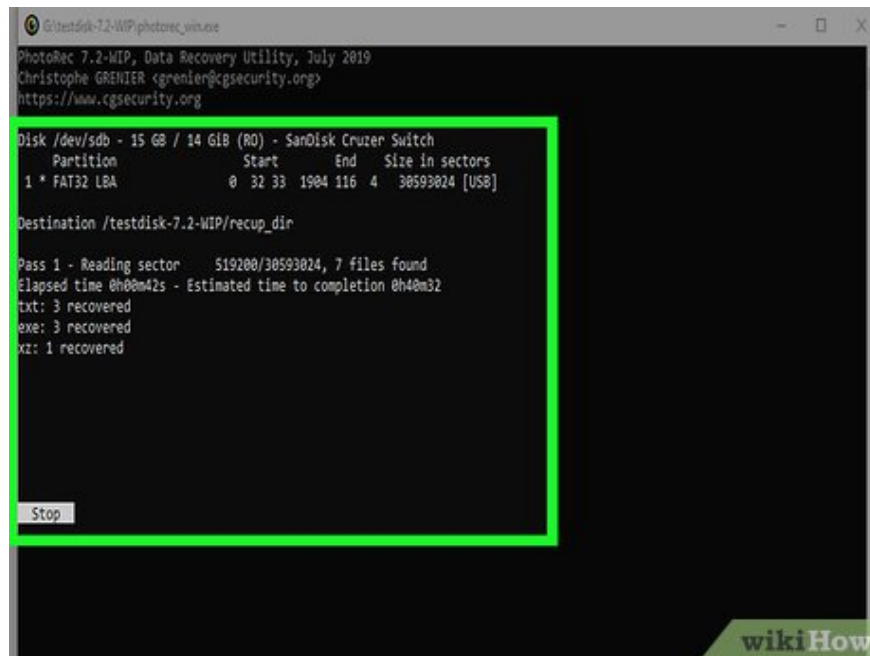 G:\testdisk-7.2-WIP\photorec_win.exe
PhotoRec 7.2-WIP, Data Recovery Utility, July 2019
Christophe GRENIER <grenier@cgsecurity.org>
https://www.cgsecurity.org
Disk /dev/sdb - 15 GB / 14 GiB (RO) - SanDisk Cruzer Switch
Partition Start End Size in sectors
1 * FAT32 LBA 0 32 33 1904 116 4 30593024 [USB]
Destination /testdisk-7.2-WIP/recup_dir
Pass 1 - Reading sector 519200/30593024, 7 files found
Elapsed time 0h00m42s - Estimated time to completion 0h40m32
txt: 3 recovered
exe: 3 recovered
xz: 1 recovered
Stop
wikiHow